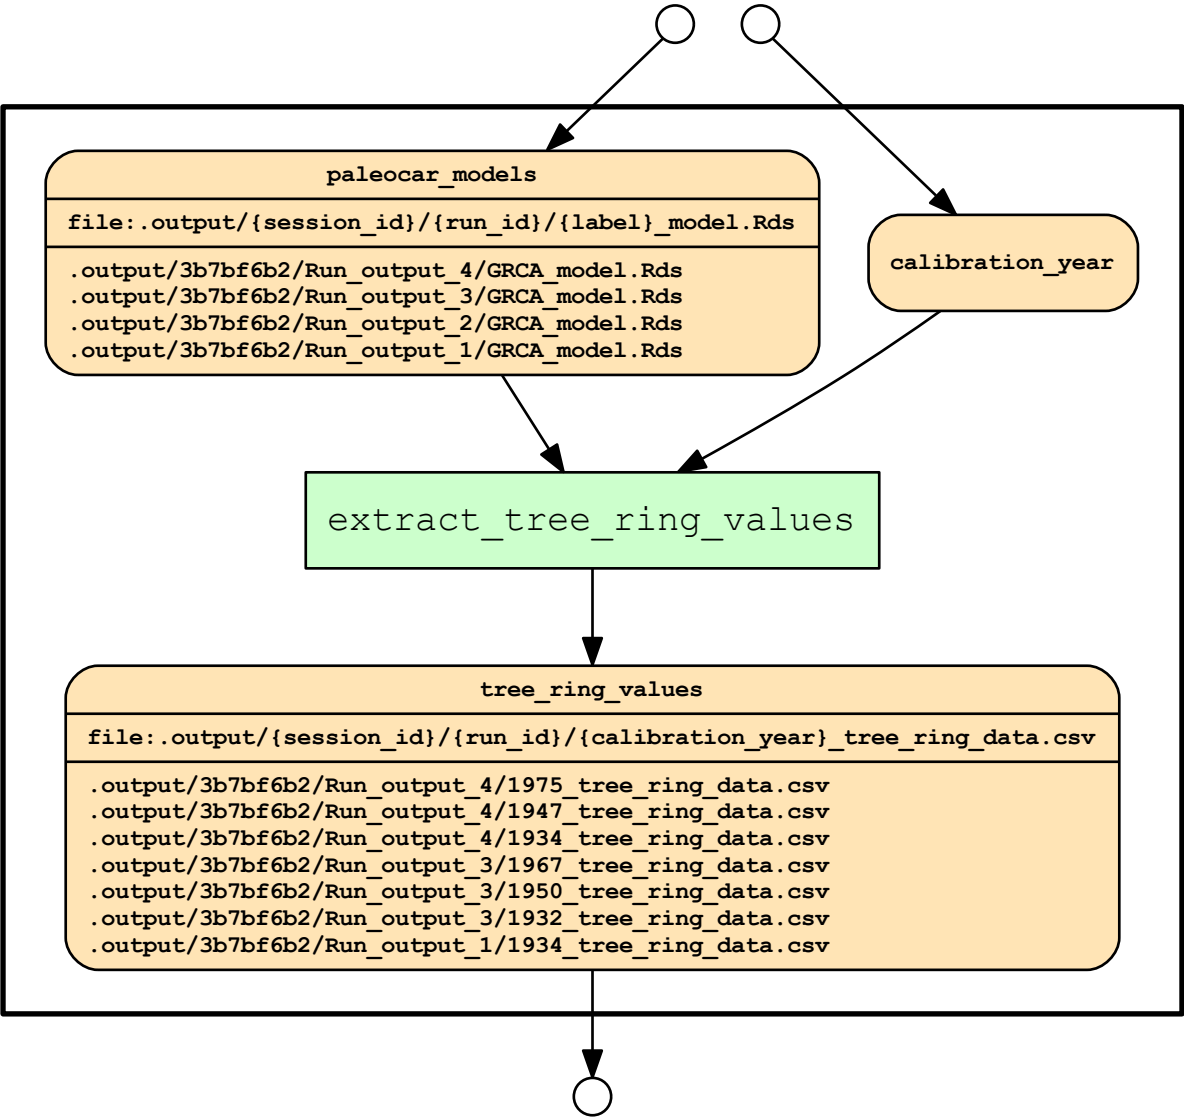 paleocar_models
file:.output/{session_id}/{run_id}/{label}_model.Rds
.output/3b7bf6b2/Run_output_4/GRCA_model.Rds
.output/3b7bf6b2/Run_output_3/GRCA_model.Rds
.output/3b7bf6b2/Run_output_2/GRCA_model.Rds
.output/3b7bf6b2/Run_output_1/GRCA_model.Rds
calibration_year
extract_tree_ring_values
tree_ring_values
file:.output/{session_id}/{run_id}/{calibration_year}_tree_ring_data.csv
.output/3b7bf6b2/Run_output_4/1975_tree_ring_data.csv
.output/3b7bf6b2/Run_output_4/1947_tree_ring_data.csv
.output/3b7bf6b2/Run_output_4/1934_tree_ring_data.csv
.output/3b7bf6b2/Run_output_3/1967_tree_ring_data.csv
.output/3b7bf6b2/Run_output_3/1950_tree_ring_data.csv
.output/3b7bf6b2/Run_output_3/1932_tree_ring_data.csv
.output/3b7bf6b2/Run_output_1/1934_tree_ring_data.csv